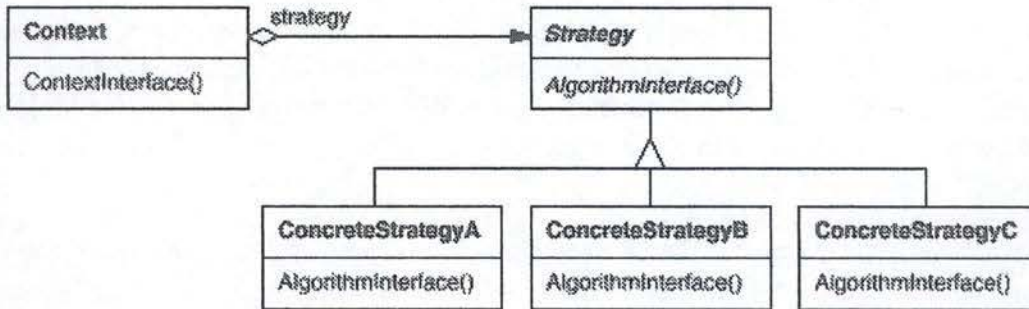 Context
strategy
Strategy
ContextInterface()
AlgorithmInterface()
ConcreteStrategyA
ConcreteStrategyB
ConcreteStrategyC
AlgorithmInterface()
AlgorithmInterface()
AlgorithmInterface()